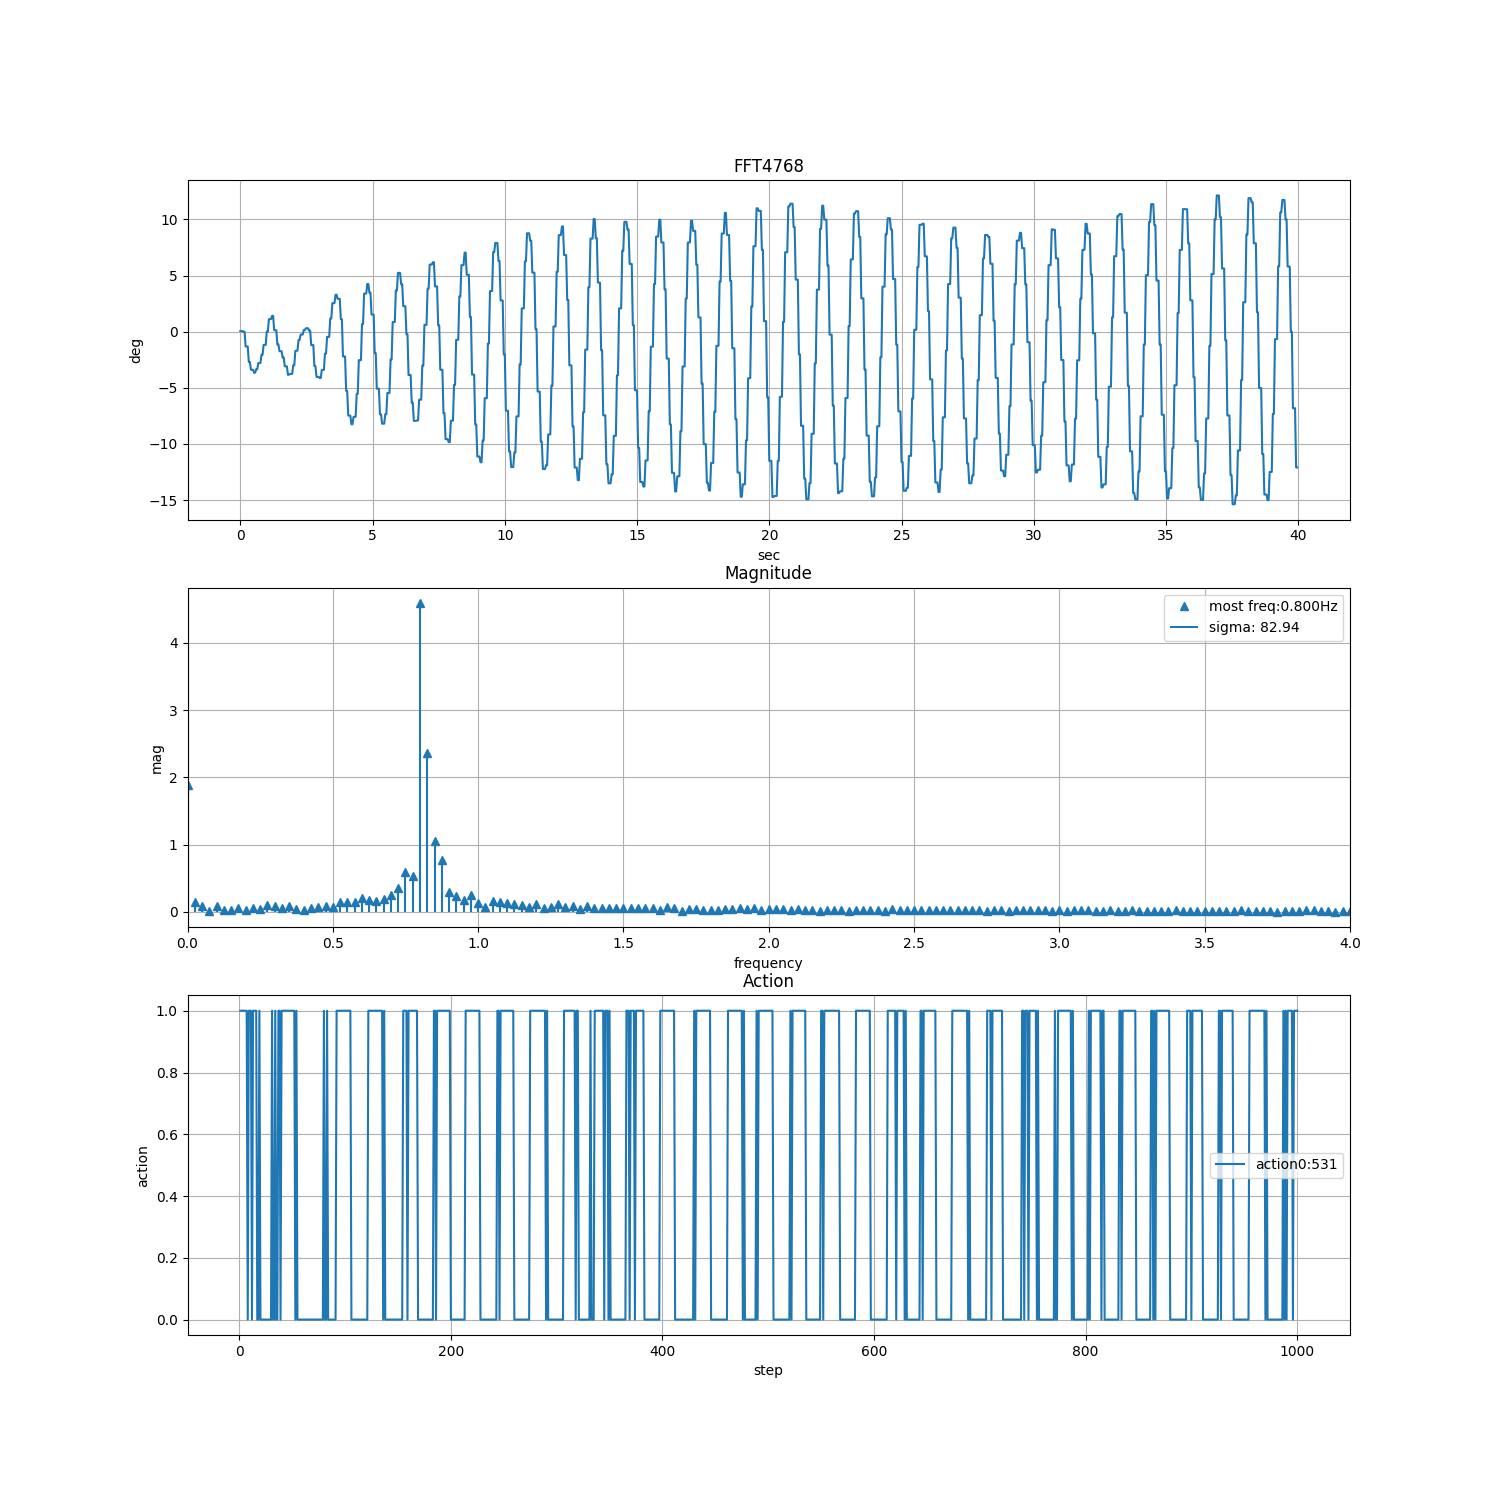 FFT4768
deg
10
5
0
−5
−10
−15
0 5 10 15 20 25 30 35 40
sec
Magnitude
mag
4
3
2
1
0
most freq:0.800Hz
sigma: 82.94
0.0 0.5 1.0 1.5 2.0 2.5 3.0 3.5 4.0
frequency
Action
action
1.0
0.8
0.6
0.4
0.2
0.0
action0:531
0 200 400 600 800 1000
step